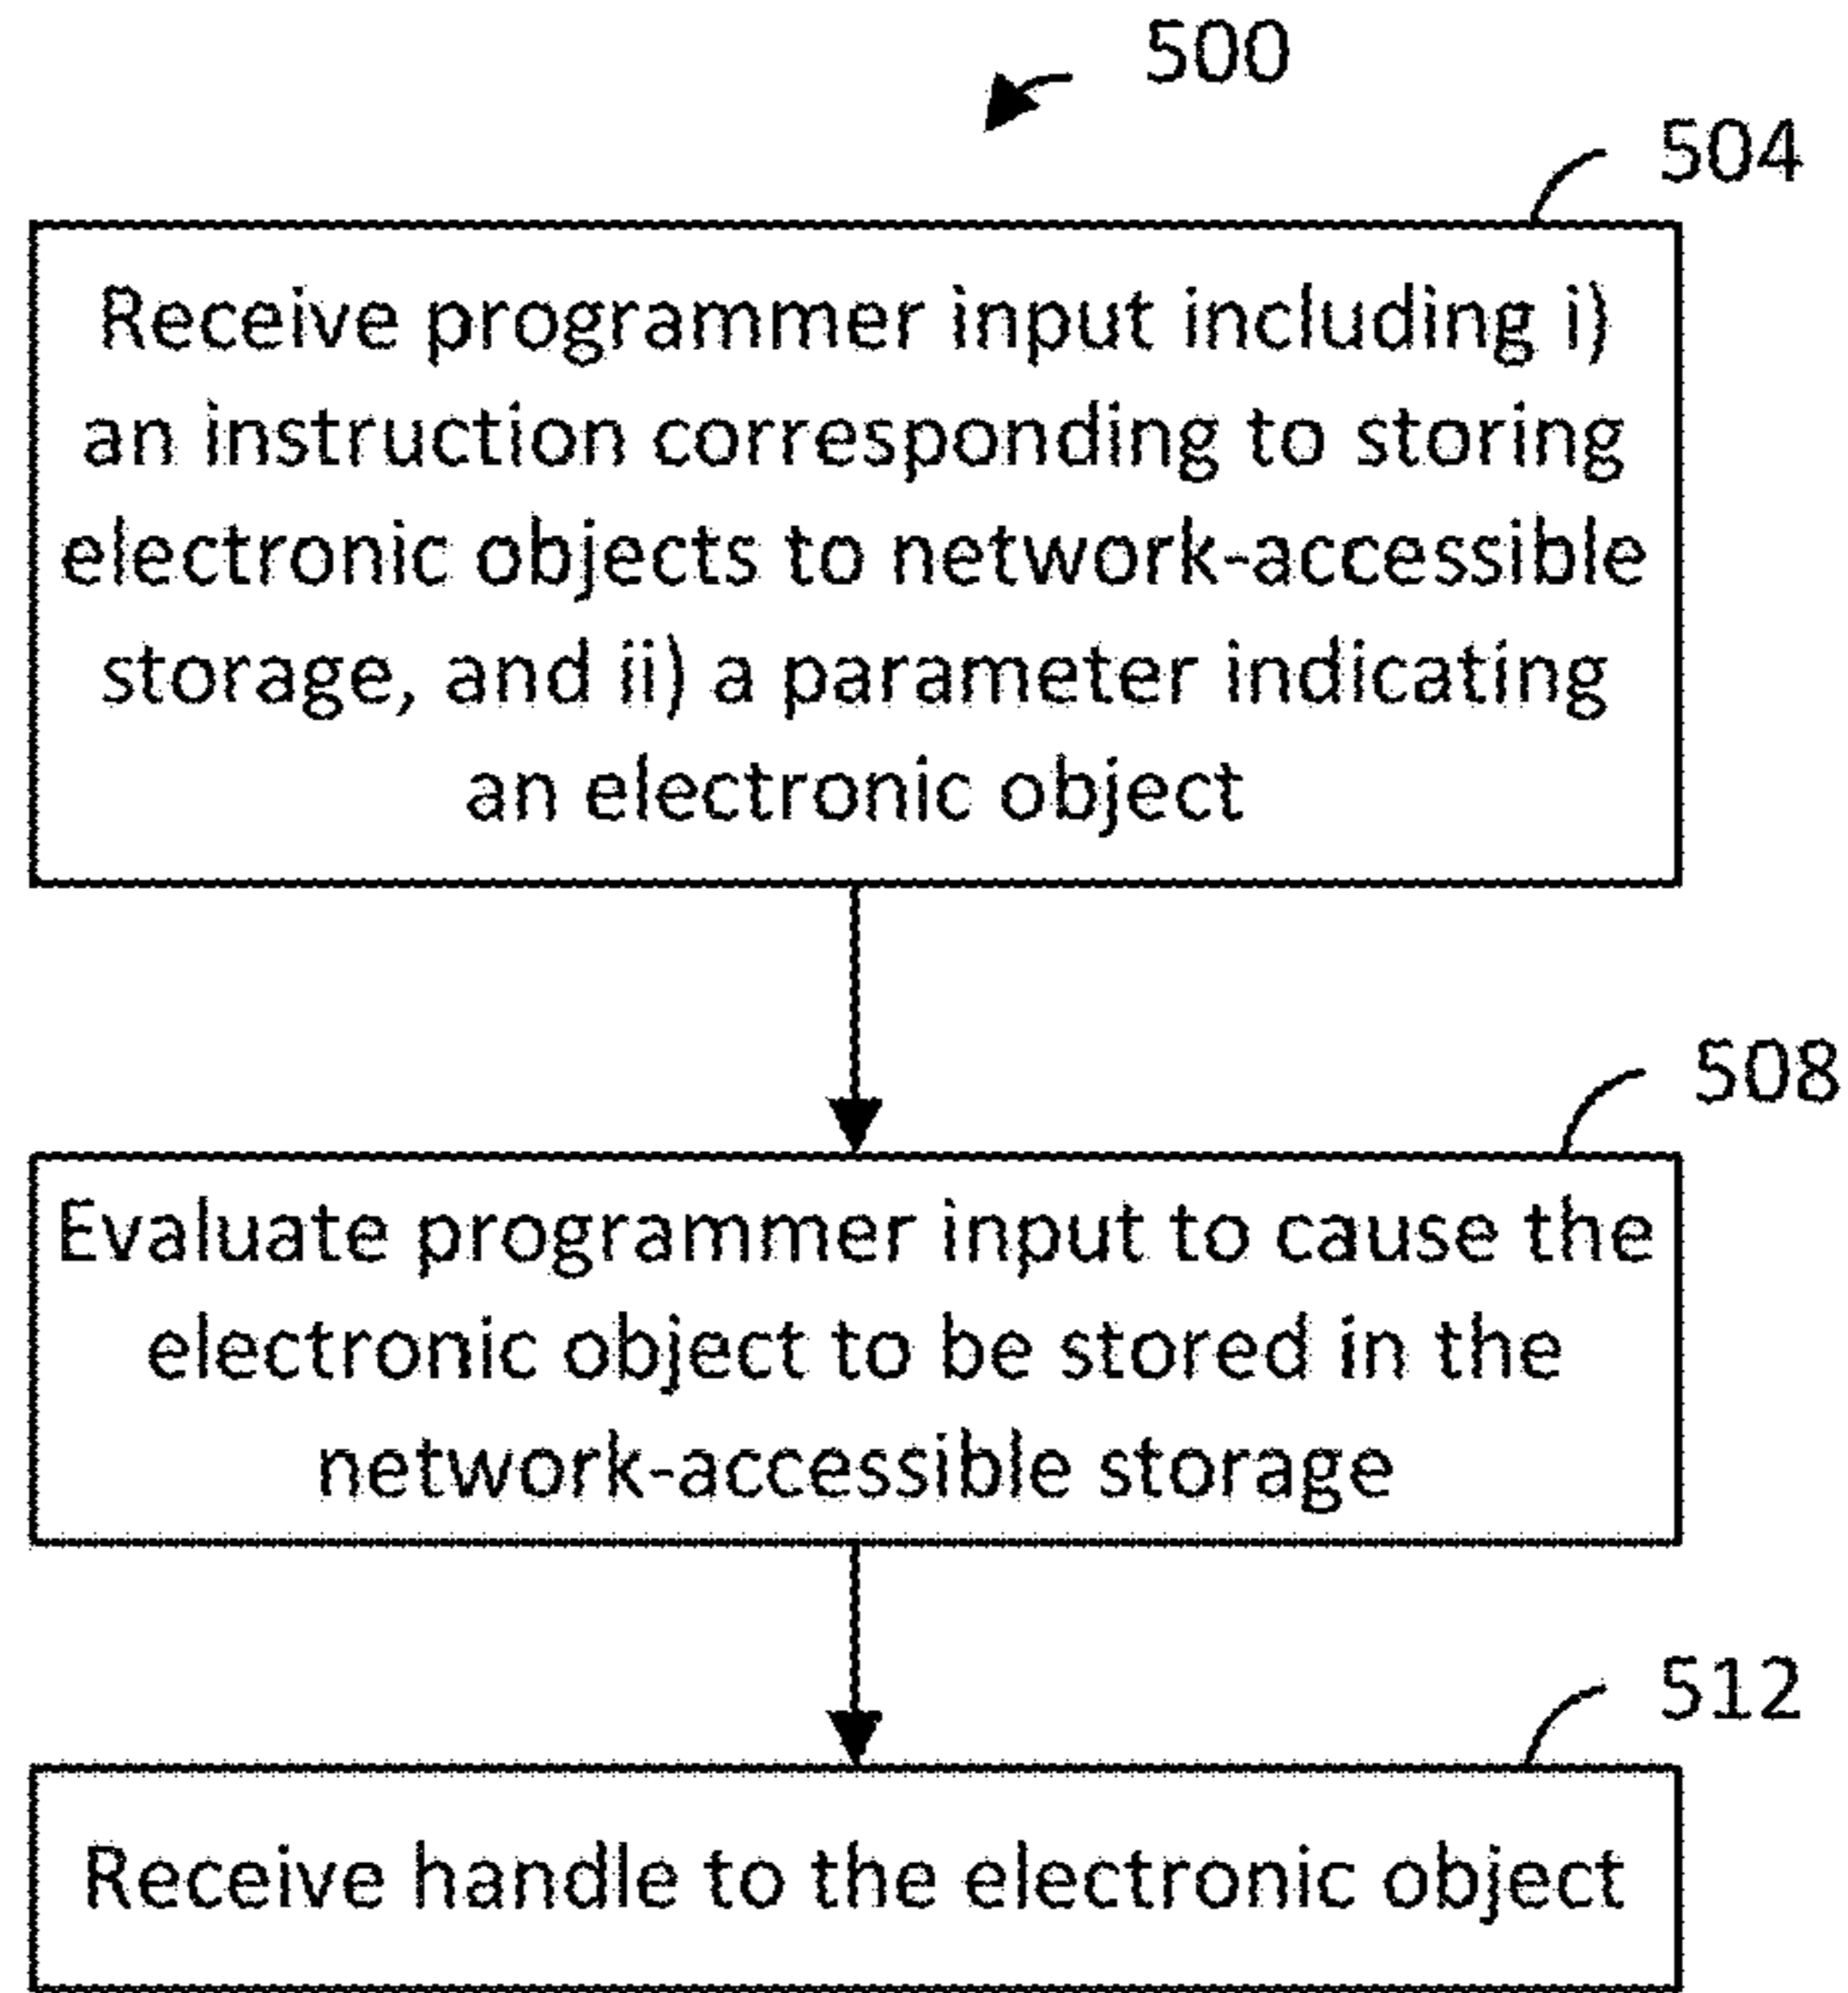 500
504
Receive programmer input including i)
an instruction corresponding to storing
electronic objects to network-accessible
storage, and ii) a parameter indicating
an electronic object
508
Evaluate programmer input to cause the
electronic object to be stored in the
network-accessible storage
512
Receive handle to the electronic object